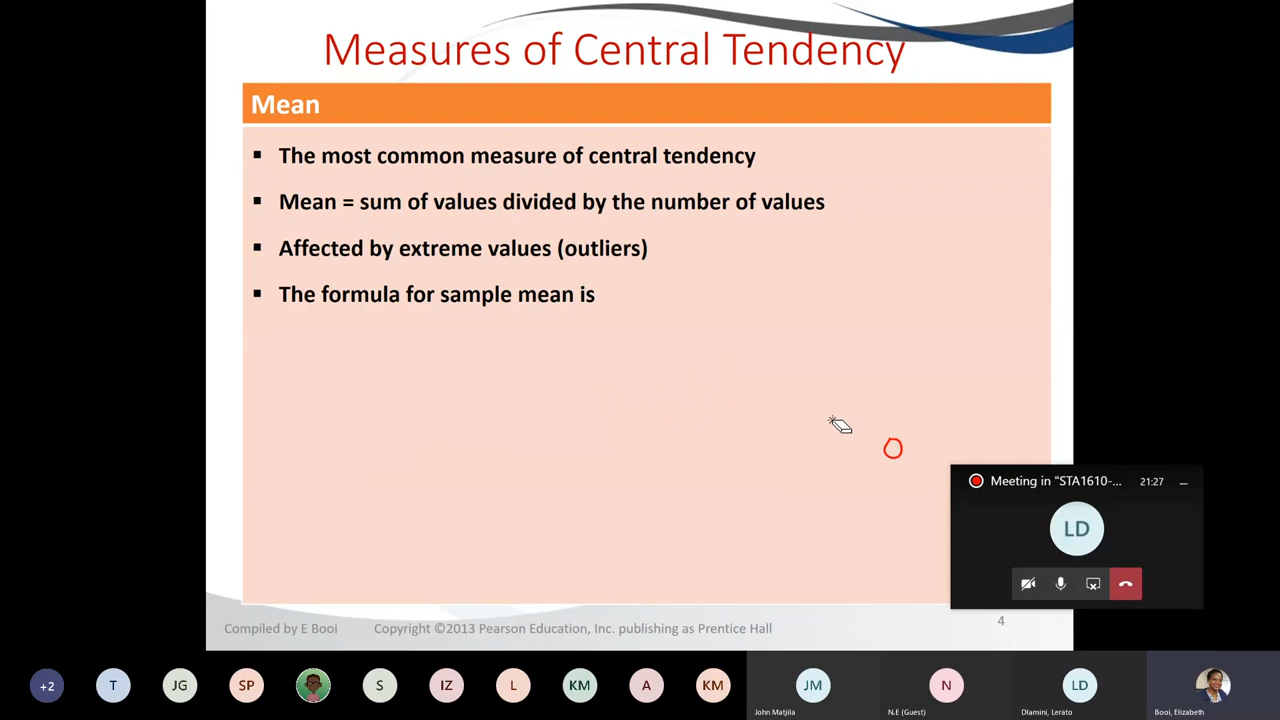 Measures of Central Tendency
Mean
▪ The most common measure of central tendency
▪ Mean = sum of values divided by the number of values
▪ Affected by extreme values (outliers)
▪ The formula for sample mean is
Meeting in "STA1610-... 21:27
LD
Compiled by E Booi Copyright ©2013 Pearson Education, Inc. publishing as Prentice Hall 4
+2 T JG SP S IZ L KM A KM JM N LD
John Matjila N.E (Guest) Dlamini, Lerato Booi, Elizabeth